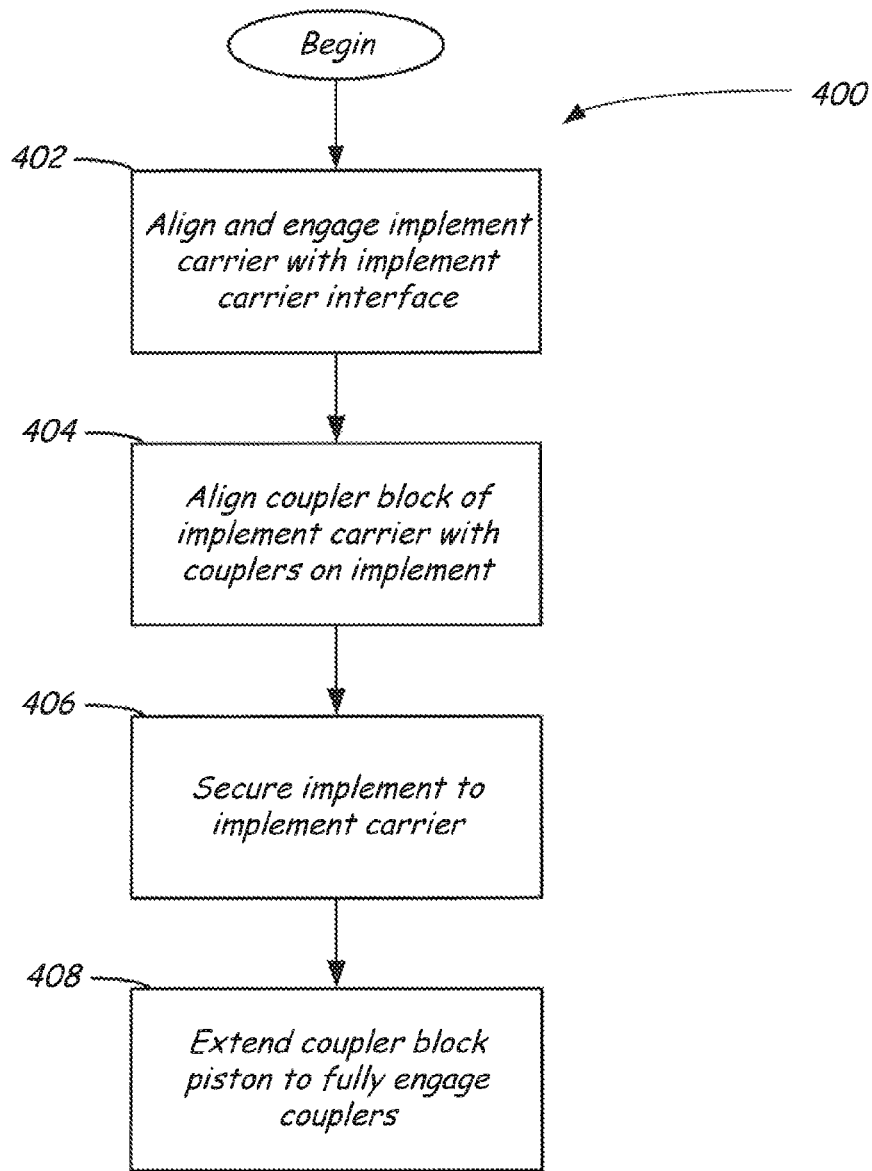 Begin
400
402
Align and engage implement
carrier with implement
carrier interface
404
Align coupler block of
implement carrier with
couplers on implement
406
Secure implement to
implement carrier
408
Extend coupler block
piston to fully engage
couplers